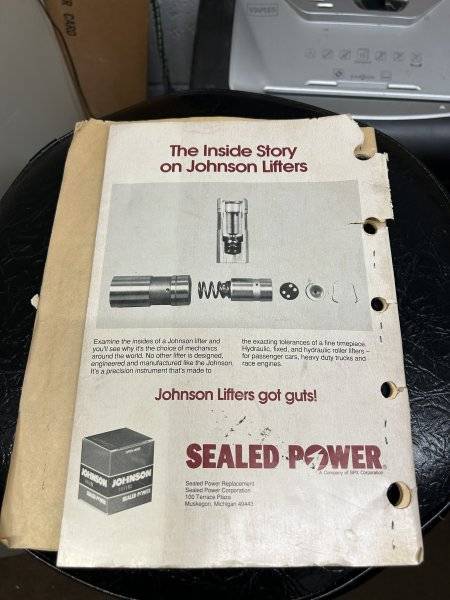 CARD
STAPLES
The Inside Story
on Johnson Lifters
Examine the insides of a Johnson lifter and
you'll see why it's the choice of mechanics
around the world. No other lifter is designed,
engineered and manufactured like the Johnson.
It's a precision instrument that's made to
the exacting tolerances of a fine timepiece.
Hydraulic, fixed, and hydraulic roller lifters –
for passenger cars, heavy duty trucks and
race engines.
Johnson Lifters got guts!
JOHNSON
JOHNSON
SEALED POWER
SEALED POWER
A Company of SPX Corporation
Sealed Power Replacement
Sealed Power Corporation
100 Terrace Plaza
Muskegon, Michigan 49443